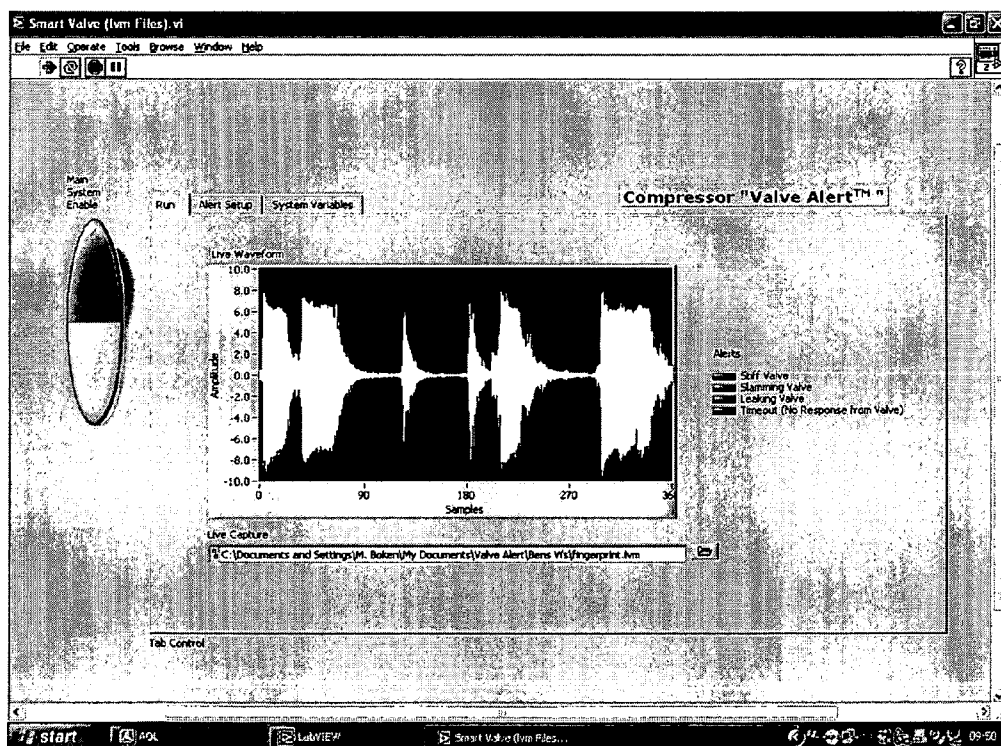 Smart Valve (lvm Files).vi
File Edit Operate Tools Browse Window Help
Main
System
Enable
Run Alert Setup System Variables
Compressor "Valve Alert™ "
Live Waveform
10.0
8.0
6.0
4.0
2.0
0.0
-2.0
-4.0
-6.0
-8.0
-10.0
Amplitude
0 90 180 270 36
Samples
Alerts
Stiff Valve
Slamming Valve
Leaking Valve
Timeout (No Response from Valve)
Live Capture
C:\Documents and Settings\M. Boken\My Documents\Valve Alert\Bens VI's\fingerprint.lvm
Tab Control
start AOL LabVIEW Smart Valve (lvm Files... 09:50